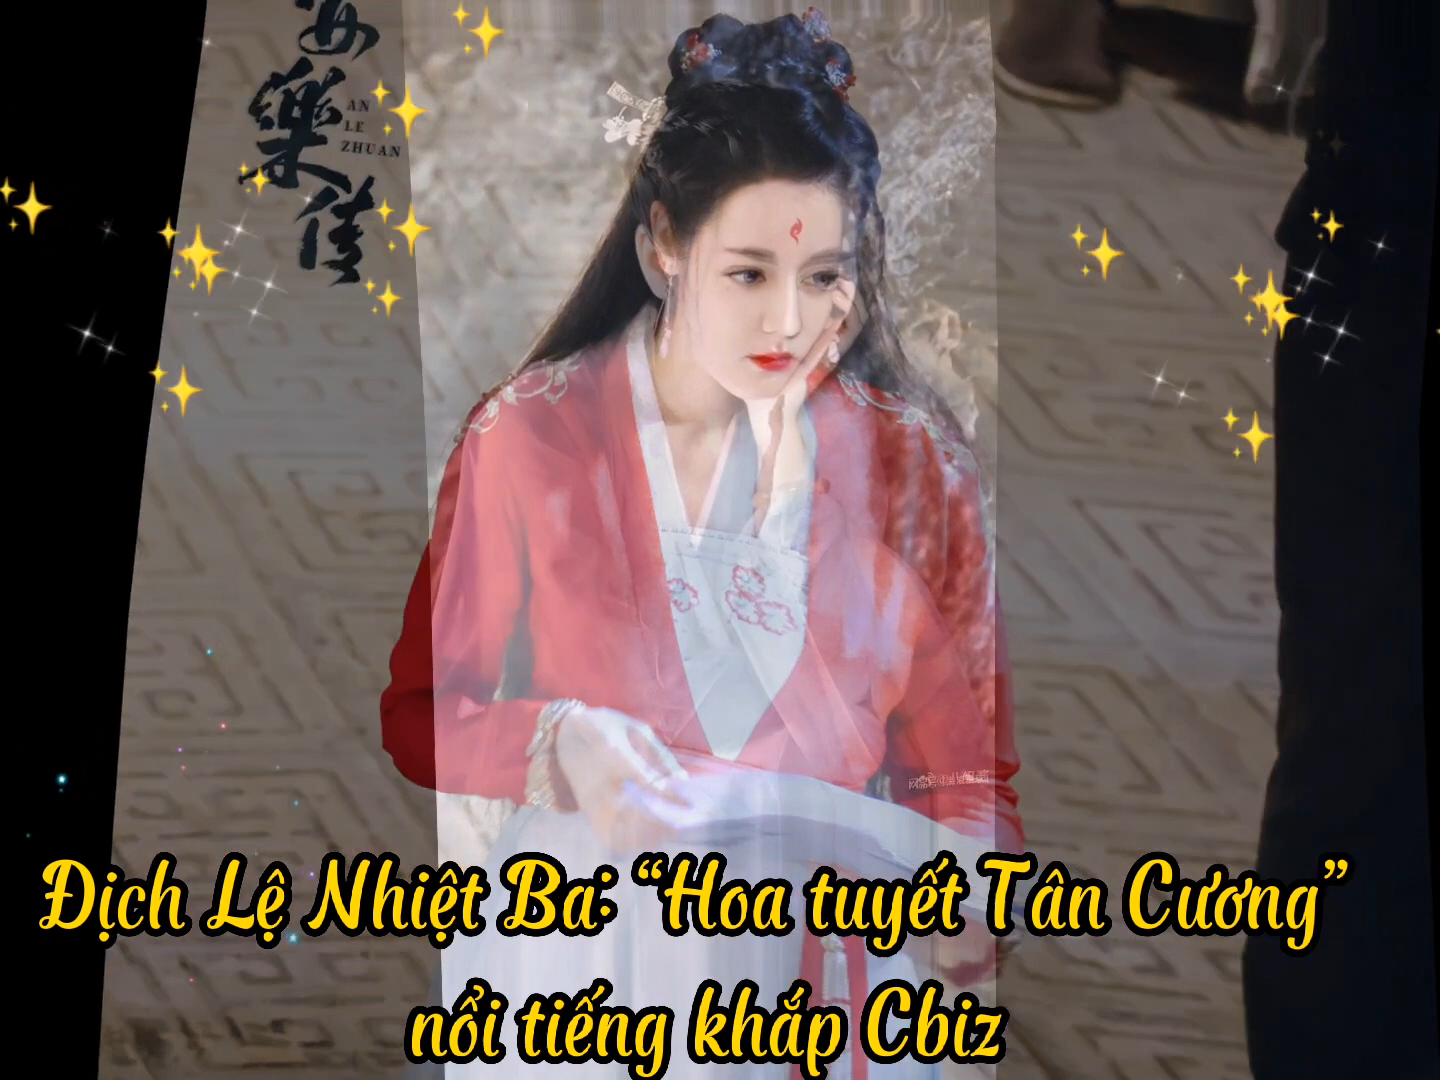 安
樂
傳
AN
LE
ZHUAN
Địch Lệ Nhiệt Ba: “Hoa tuyết Tân Cương”
nổi tiếng khắp Cbiz